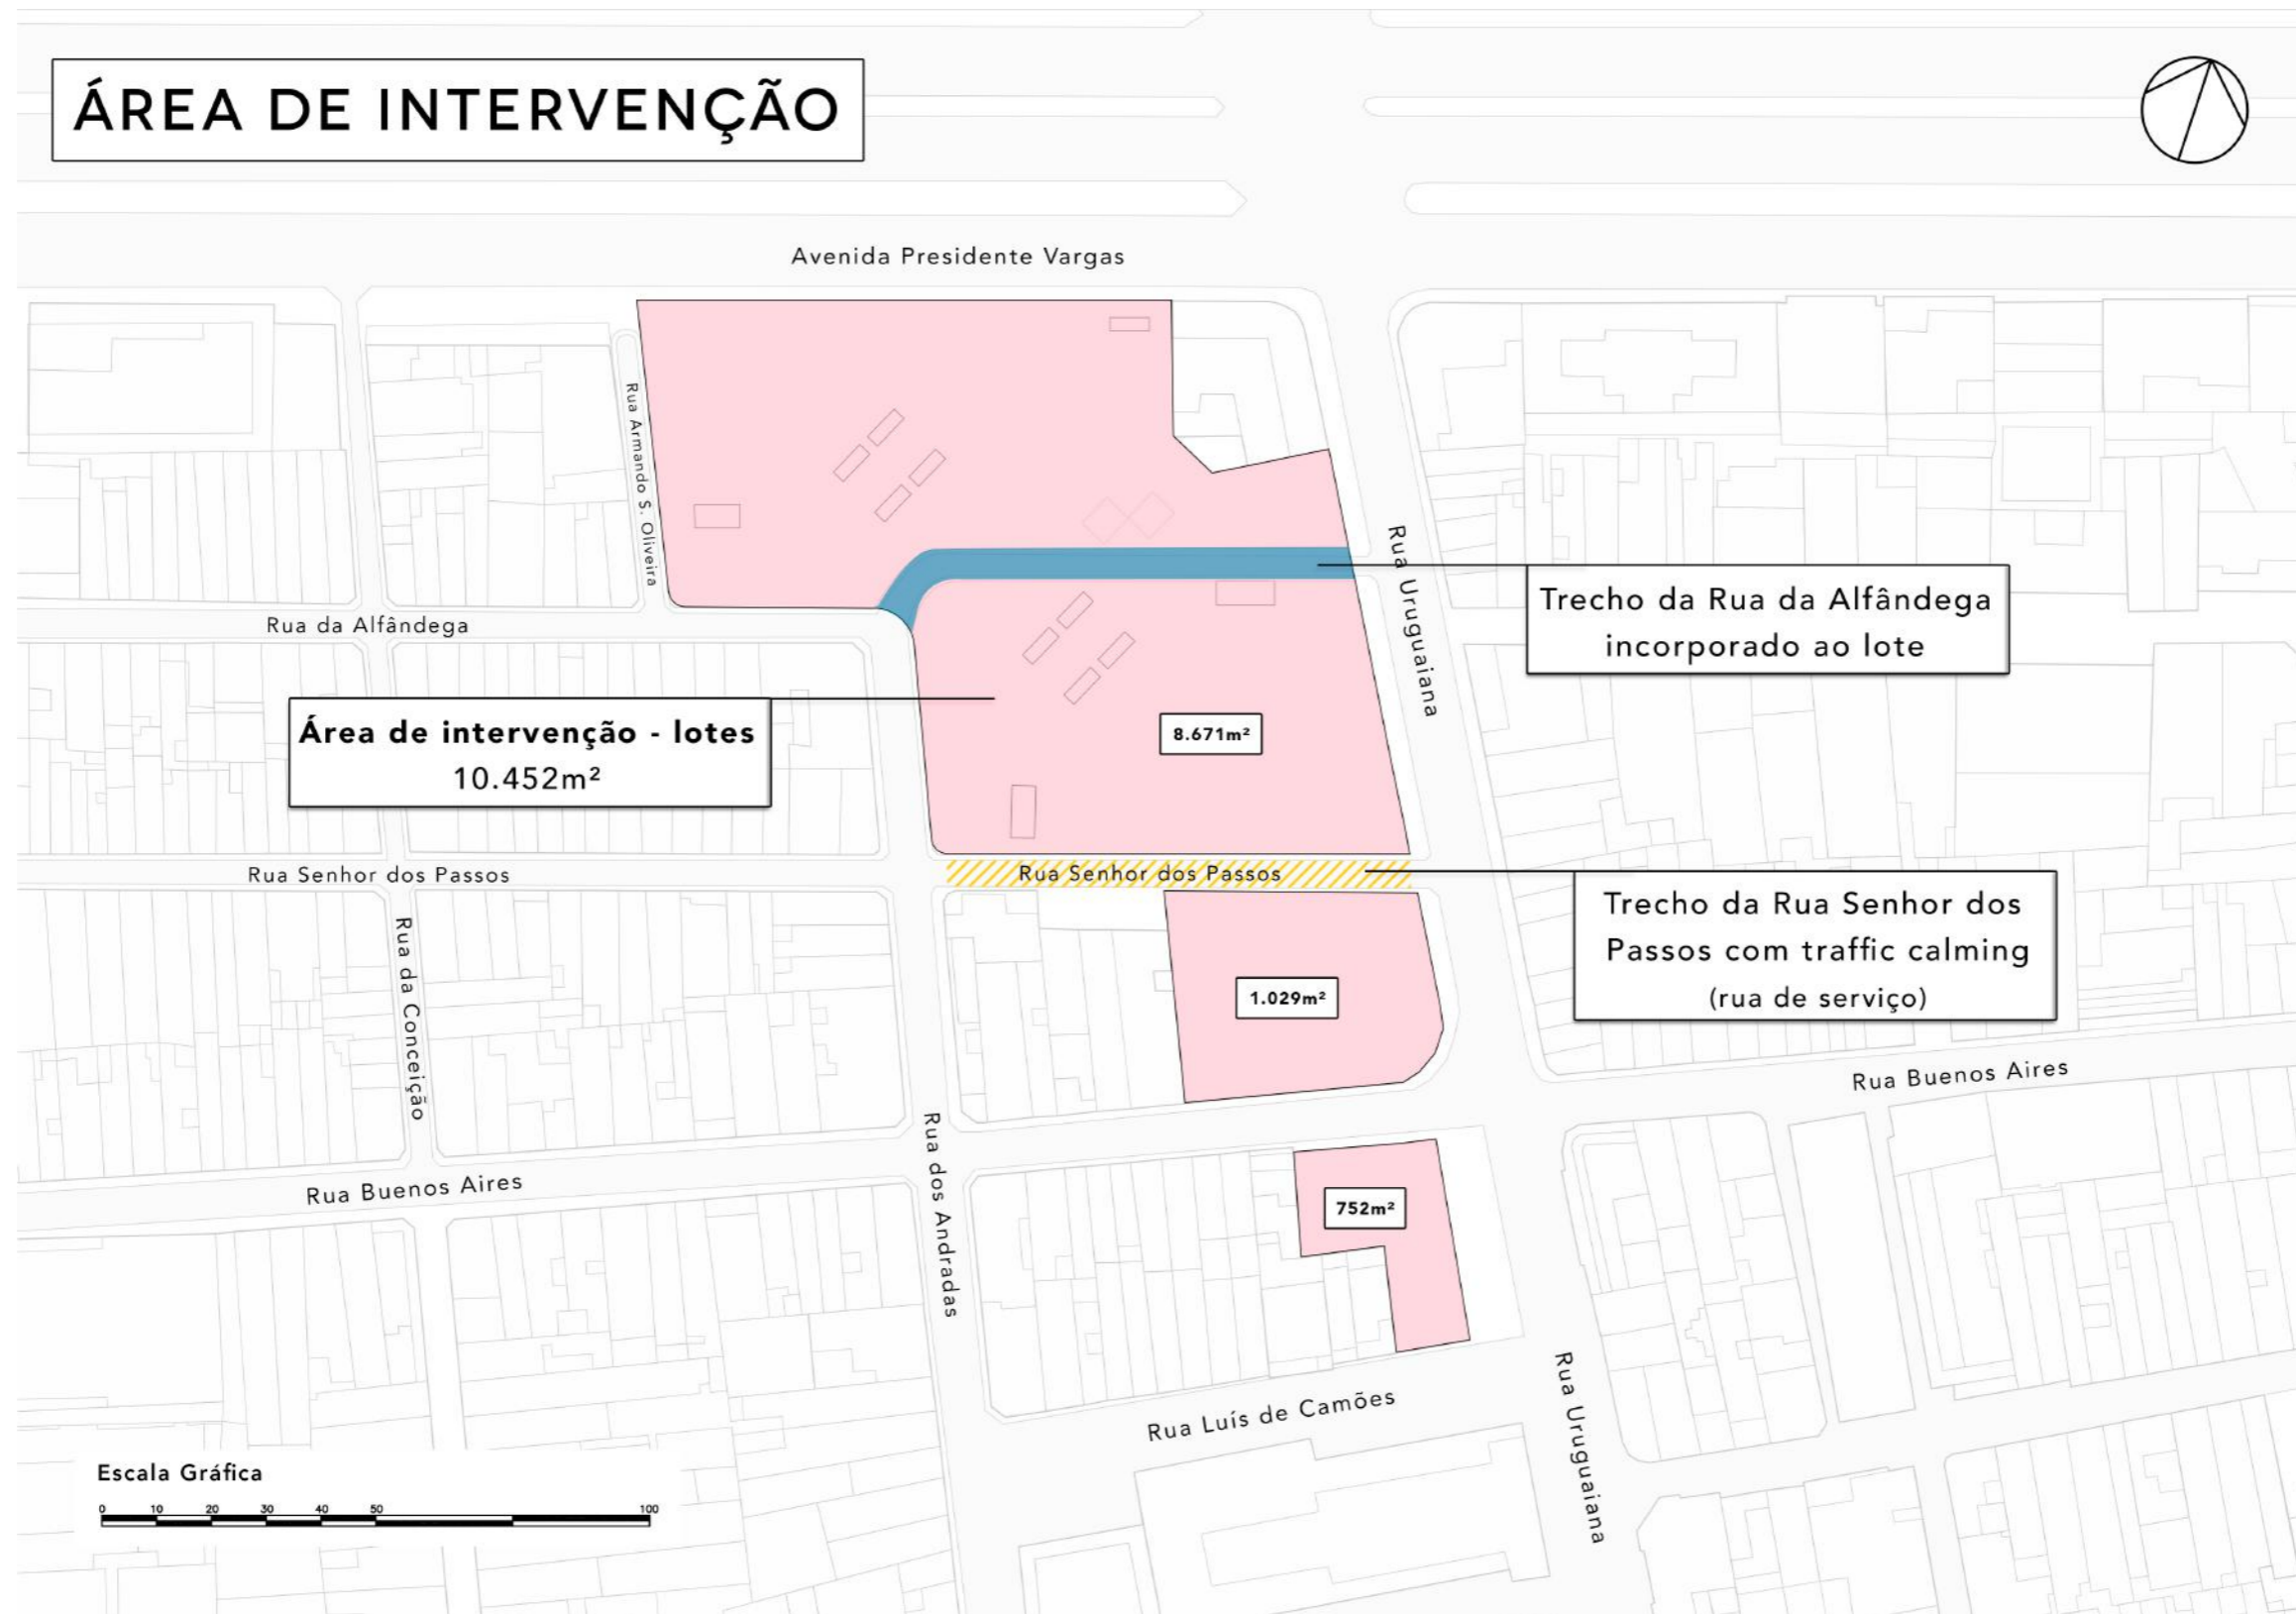 ÁREA DE INTERVENÇÃO
Avenida Presidente Vargas
Rua Armando S. Oliveira
Rua Uruguaiana
Trecho da Rua da Alfândega
incorporado ao lote
Rua da Alfândega
Área de intervenção - lotes
10.452m²
8.671m²
Rua Senhor dos Passos
Rua Senhor dos Passos
Trecho da Rua Senhor dos
Passos com traffic calming
(rua de serviço)
Rua da Conceição
1.029m²
Rua Buenos Aires
Rua Buenos Aires
Rua dos Andradas
752m²
Rua Luís de Camões
Rua Uruguaiana
Escala Gráfica
0 10 20 30 40 50 100